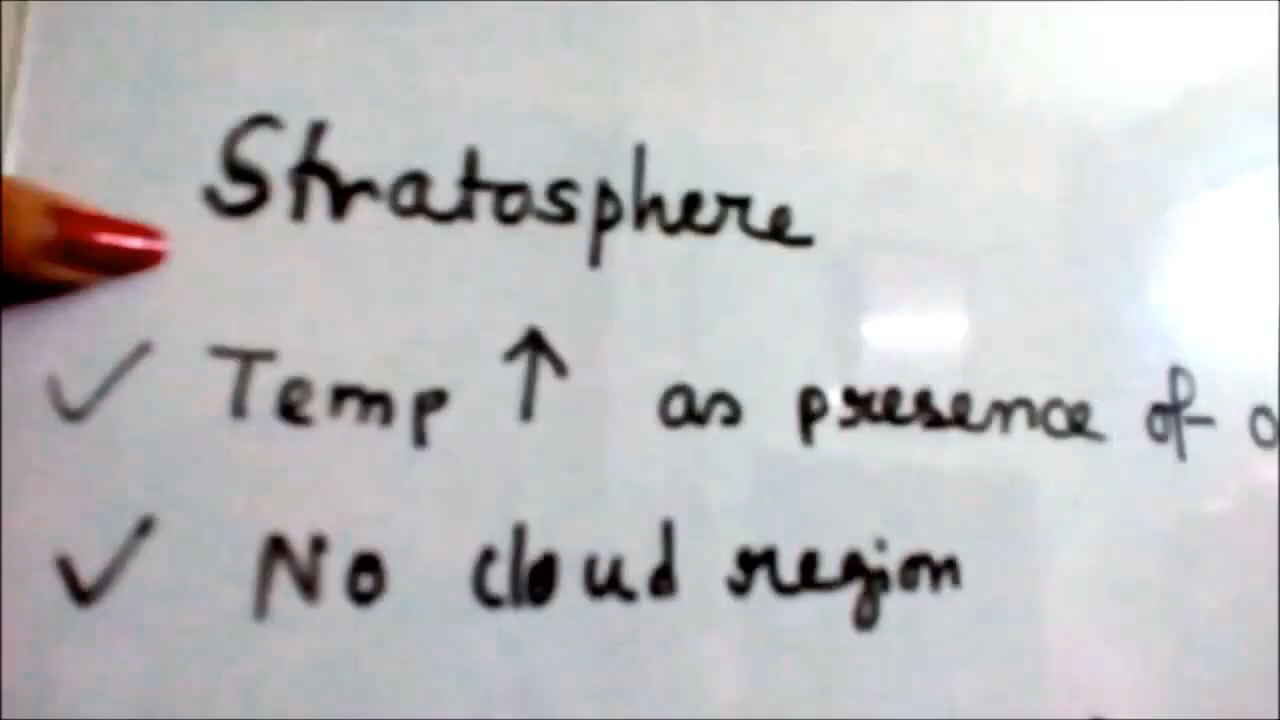 Stratosphere
✓ Temp ↑ as presence of
✓ No cloud region